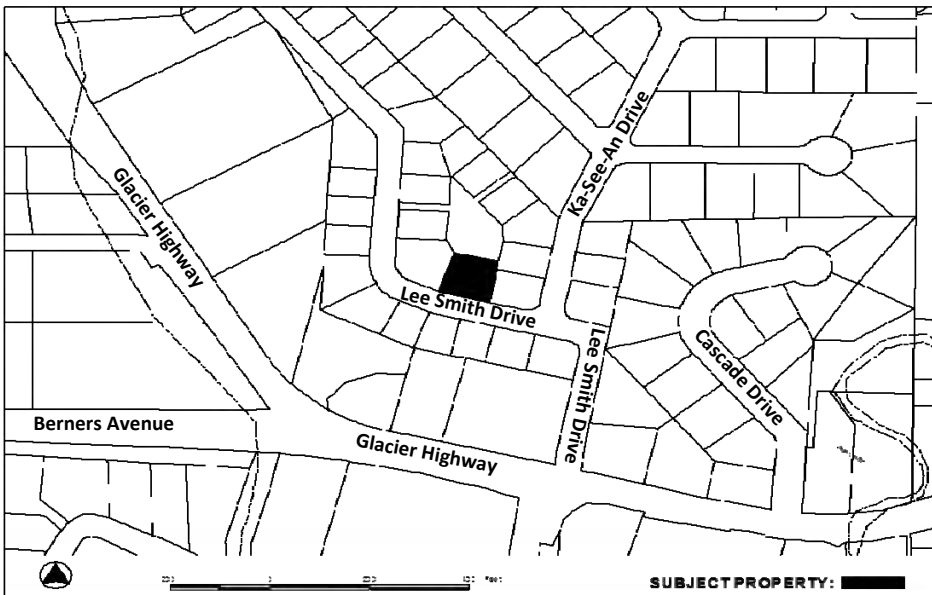 Ka-See-An Drive
Glacier Highway
Lee Smith Drive
Lee Smith Drive
Cascade Drive
Berners Avenue
Glacier Highway
SUBJECT PROPERTY: